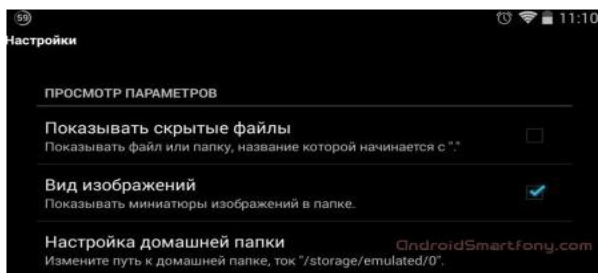 59 11:10
Настройки
ПРОСМОТР ПАРАМЕТРОВ
Показывать скрытые файлы
Показывать файл или папку, название которой начинается с "."
Вид изображений
Показывать миниатюры изображений в папке.
Настройка домашней папки
AndroidSmartfony.com
Измените путь к домашней папке, ток "/storage/emulated/0".